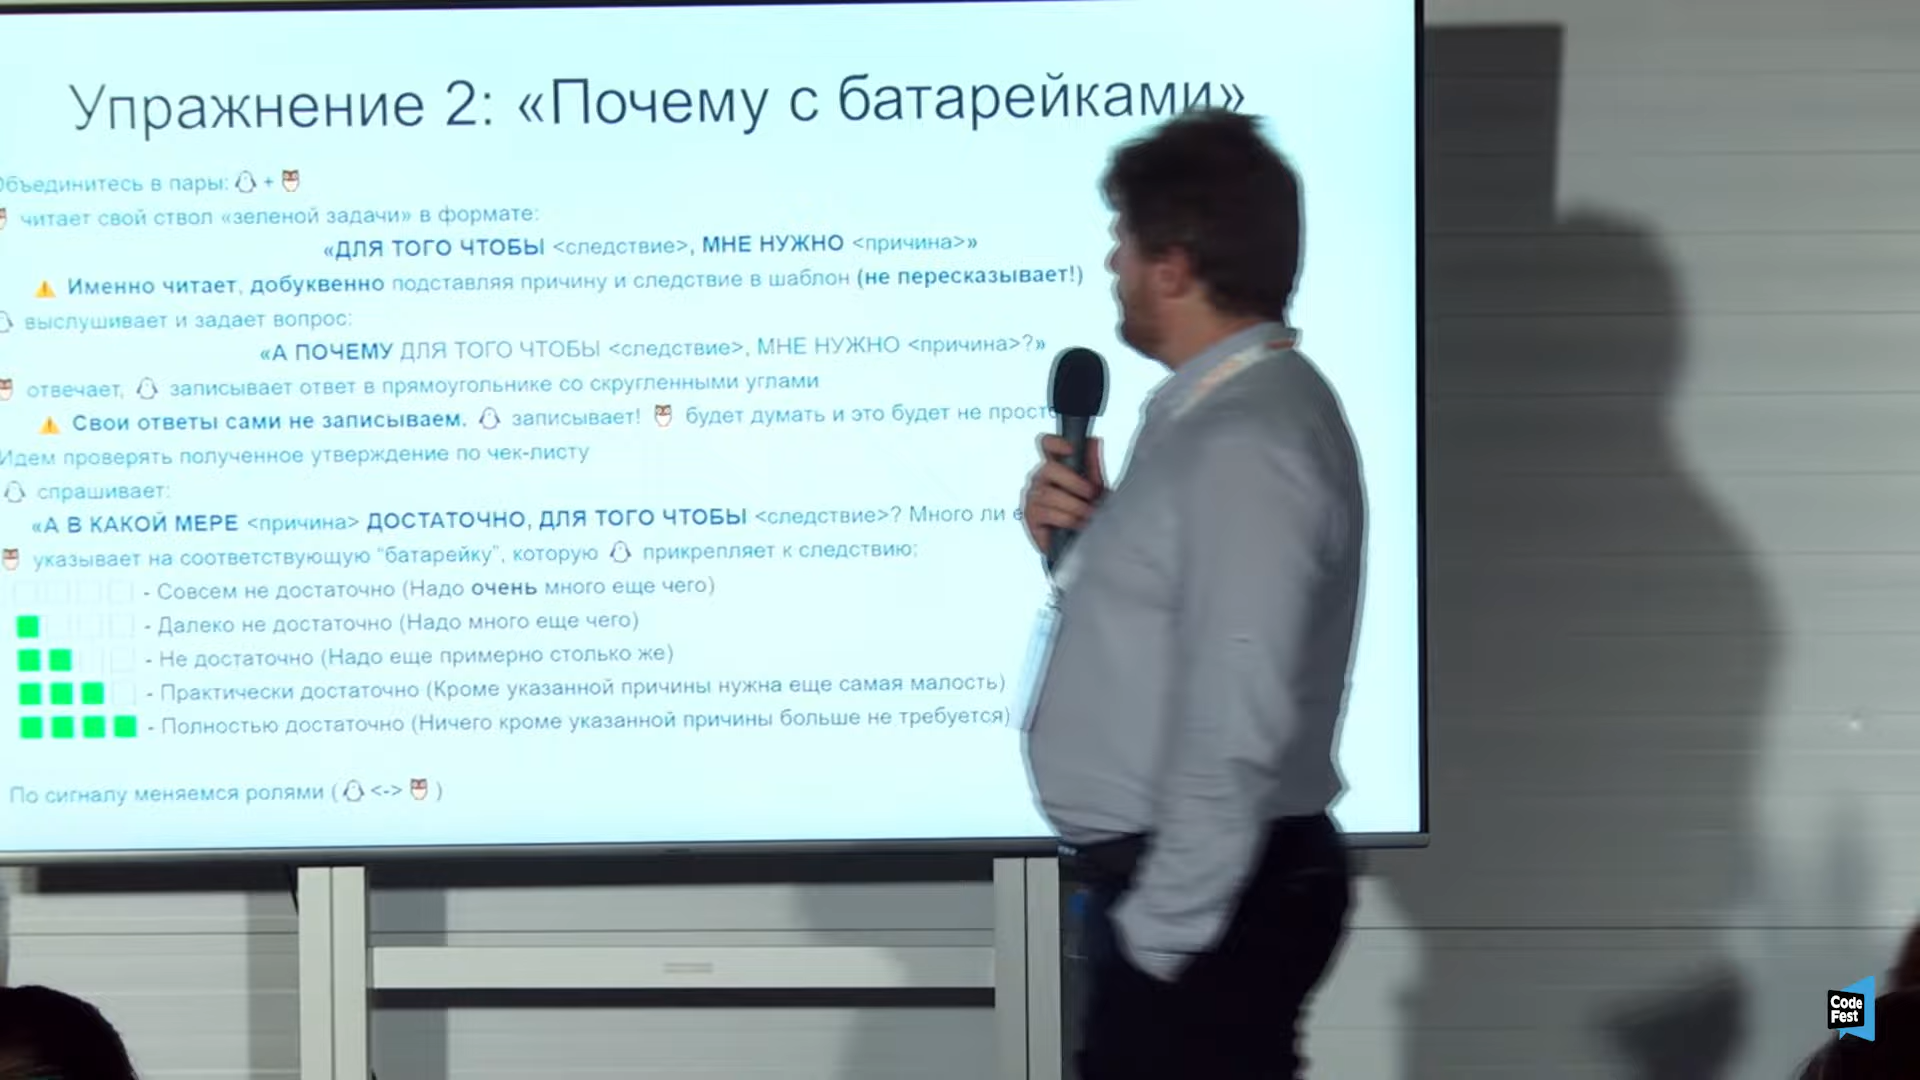 Упражнение 2: «Почему с батарейками»
Объединитесь в пары: +
читает свой ствол «зеленой задачи» в формате:
«ДЛЯ ТОГО ЧТОБЫ <следствие>, МНЕ НУЖНО <причина>»
Именно читает, добуквенно подставляя причину и следствие в шаблон (не пересказывает!)
выслушивает и задает вопрос:
«А ПОЧЕМУ ДЛЯ ТОГО ЧТОБЫ <следствие>, МНЕ НУЖНО <причина>?»
отвечает, записывает ответ в прямоугольнике со скругленными углами
Свои ответы сами не записываем. записывает! будет думать и это будет не просто
Идем проверять полученное утверждение по чек-листу
спрашивает:
«А В КАКОЙ МЕРЕ <причина> ДОСТАТОЧНО, ДЛЯ ТОГО ЧТОБЫ <следствие>? Много ли
указывает на соответствующую “батарейку”, которую прикрепляет к следствию:
- Совсем не достаточно (Надо очень много еще чего)
- Далеко не достаточно (Надо много еще чего)
- Не достаточно (Надо еще примерно столько же)
- Практически достаточно (Кроме указанной причины нужна еще самая малость)
- Полностью достаточно (Ничего кроме указанной причины больше не требуется)
По сигналу меняемся ролями ( <-> )
Code
Fest